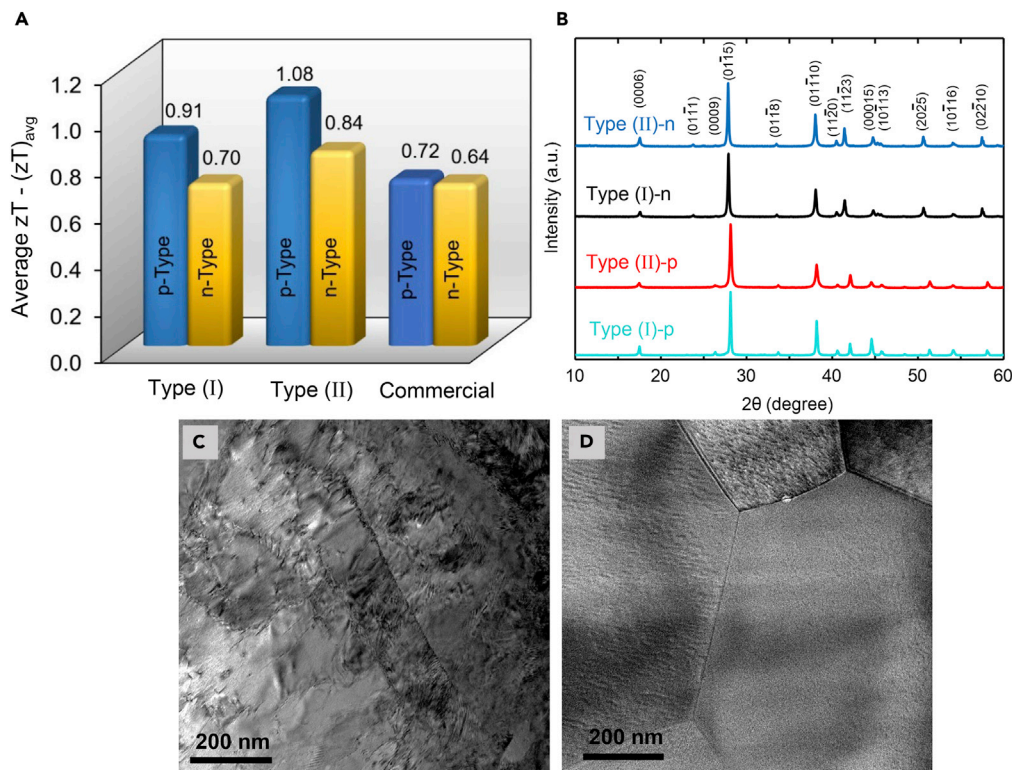 A
Average zT - (zT)avg
1.2
1.0
0.8
0.6
0.4
0.2
0.0
0.91
0.70
1.08
0.84
0.72
0.64
p-Type
n-Type
p-Type
n-Type
p-Type
n-Type
Type (I)
Type (II)
Commercial
B
Intensity (a.u.)
(0006)
(011̄1)
(0009)
(011̄5)
(011̄8)
(011̄10)
(112̄0)
(112̄3)
(00015)
(101̄13)
(202̄5)
(101̄16)
(022̄10)
Type (II)-n
Type (I)-n
Type (II)-p
Type (I)-p
10
20
30
40
50
60
2θ (degree)
C
200 nm
D
200 nm